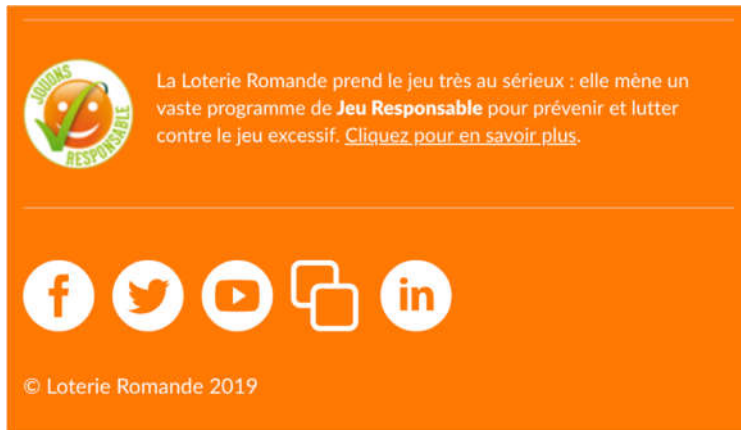 JOUONS
RESPONSABLE
La Loterie Romande prend le jeu très au sérieux : elle mène un
vaste programme de Jeu Responsable pour prévenir et lutter
contre le jeu excessif. Cliquez pour en savoir plus.
f
in
© Loterie Romande 2019